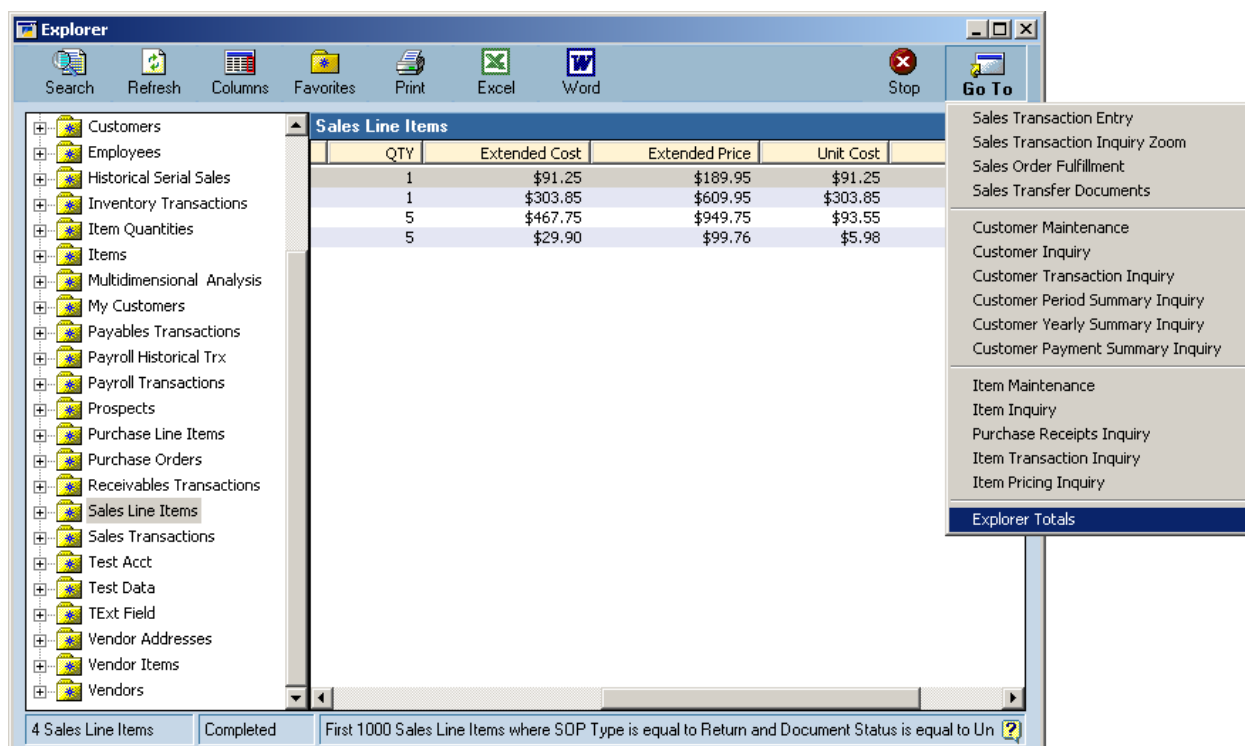 Explorer
Search Refresh Columns Favorites Print Excel Word Stop Go To
Customers
Employees
Historical Serial Sales
Inventory Transactions
Item Quantities
Items
Multidimensional Analysis
My Customers
Payables Transactions
Payroll Historical Trx
Payroll Transactions
Prospects
Purchase Line Items
Purchase Orders
Receivables Transactions
Sales Line Items
Sales Transactions
Test Acct
Test Data
TExt Field
Vendor Addresses
Vendor Items
Vendors
Sales Line Items
QTY Extended Cost Extended Price Unit Cost
1 $91.25 $189.95 $91.25
1 $303.85 $609.95 $303.85
5 $467.75 $949.75 $93.55
5 $29.90 $99.76 $5.98
Sales Transaction Entry
Sales Transaction Inquiry Zoom
Sales Order Fulfillment
Sales Transfer Documents
Customer Maintenance
Customer Inquiry
Customer Transaction Inquiry
Customer Period Summary Inquiry
Customer Yearly Summary Inquiry
Customer Payment Summary Inquiry
Item Maintenance
Item Inquiry
Purchase Receipts Inquiry
Item Transaction Inquiry
Item Pricing Inquiry
Explorer Totals
4 Sales Line Items Completed First 1000 Sales Line Items where SOP Type is equal to Return and Document Status is equal to Un